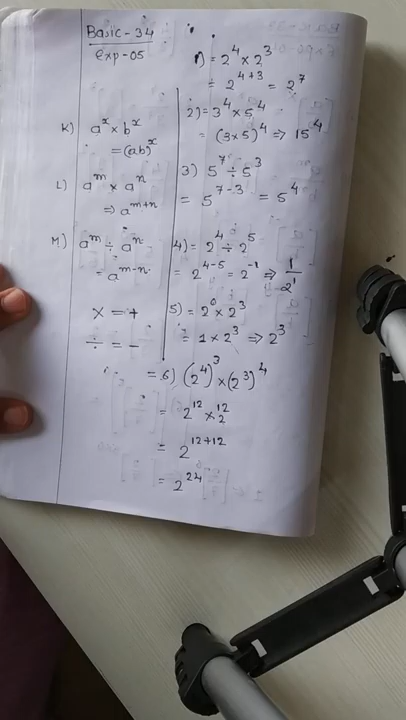 Basic-34
Exp-05
K) a^x × b^x
= (ab)^x
L) a^m × a^n
⇒ a^m+n
M) a^m ÷ a^n
= a^m-n.
× = +
÷ = -
1) = 2^4 × 2^3
= 2^4+3 = 2^7
2) = 3^4 × 5^4
= (3×5)^4 ⇒ 15^4
3) 5^7 ÷ 5^3
= 5^7-3 = 5^4
4) = 2^4 ÷ 2^5
= 2^4-5 = 2^-1 ⇒ 1/2^1
5) = 2^0 × 2^3
= 1 × 2^3 ⇒ 2^3
= 6) (2^4)^3 × (2^3)^4
= 2^12 × 2^12
= 2^12+12
= 2^24